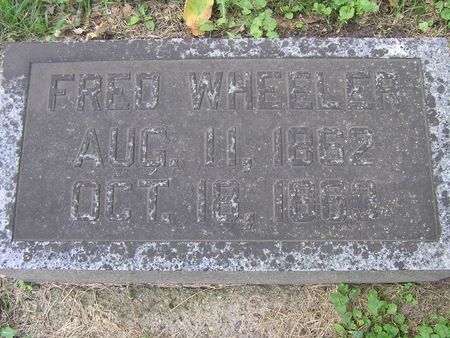 FRED WHEELER
AUG. 11, 1862
OCT. 18, 1863